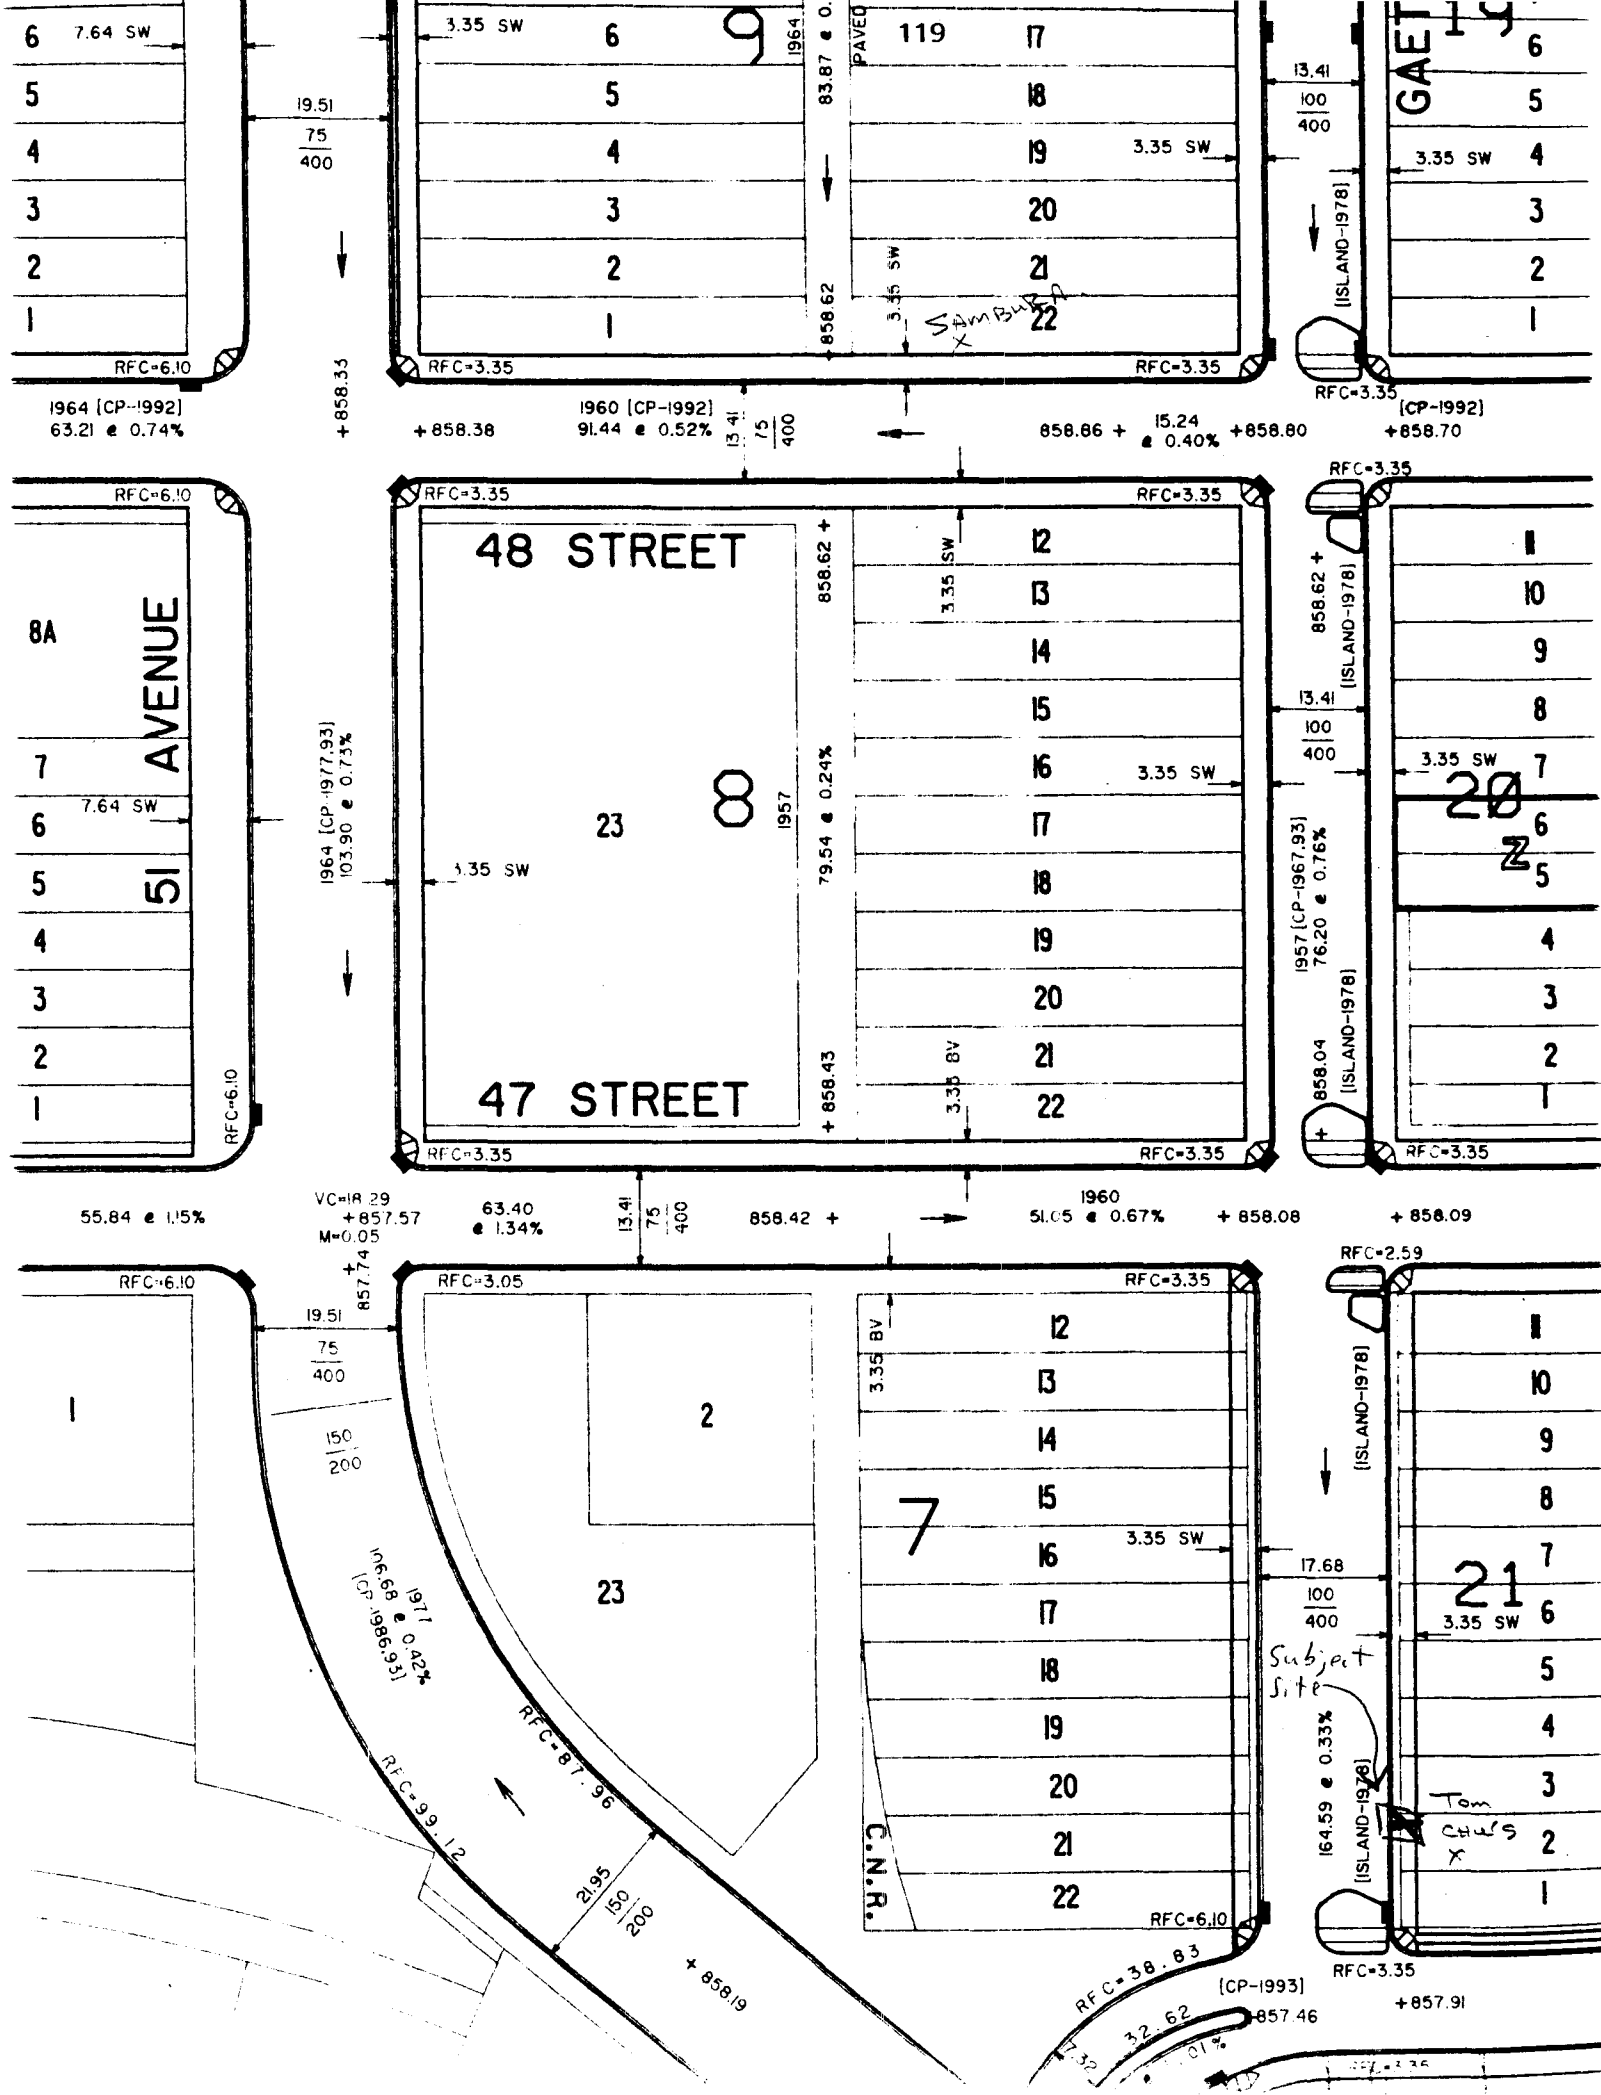 6 7.64 SW 3.35 SW 6 9 1964 83.87 @ 0. PAVED 119 17 GAET 19 6
5 19.51 5 18 13.41 5
75
400
100
400
4 4 19 3.35 SW 3.35 SW 4
3 3 20 [ISLAND-1978] 3
2 2 3.35 SW 21 2
1 1 +858.62 SAMBUKA 22 1
X
RFC=6.10 RFC=3.35 RFC=3.35 RFC=3.35
1964 [CP-1992] +858.33 1960 [CP-1992] 13.41 75 15.24 [CP-1992]
63.21 @ 0.74% +858.38 91.44 @ 0.52% 400 858.86 + @ 0.40% +858.80 +858.70
RFC=6.10 RFC=3.35 RFC=3.35 RFC=3.35
48 STREET 858.62 + 3.35 SW 12 858.62 + [ISLAND-1978]
13 10
8A 51 AVENUE 14 9
15 13.41 8
100
400
7 1964 [CP-1977,93] 16 3.35 SW 3.35 SW 7
103.90 @ 0.73%
7.64 SW 8 1957 79.54 @ 0.24% 20
6 23 17 1957 [CP-1967,93] 6
76.20 @ 0.76% Z
5 3.35 SW 18 5
4 19 4
3 20 [ISLAND-1978] 3
2 3.35 BV 21 858.04 + 2
1 RFC=6.10 47 STREET +858.43 22 1
RFC=3.35 RFC=3.35 RFC=3.35
VC=18.29 63.40 13.41 75 1960
55.84 @ 1.15% +857.57 @ 1.34% 400 858.42 + 51.05 @ 0.67% +858.08 +858.09
M=0.05
RFC=6.10 857.74 + RFC=3.05 RFC=3.35 RFC=2.59
19.51 3.35 BV 12
75
400
13 [ISLAND-1978] 10
1 2 14 9
150
200
7 15 8
1977 16 3.35 SW 7
106.68 @ 0.42% 17.68
[CP-1986,93] 23 100 21
400
17 3.35 SW 6
18 Subject 5
Site
RFC=87.96 19 164.59 @ 0.33% 4
RFC=99.12 20 [ISLAND-1978] 3
Tom
21.95 C.N.R. 21 CHU'S 2
150
200
X
22 1
RFC=6.10
+858.19 RFC=38.83 RFC=3.35
[CP-1993] +857.91
32.62 857.46
7.32 .01%